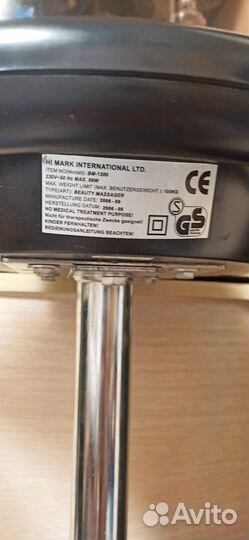 HI MARK INTERNATIONAL LTD.
ITEM NO(Modell): BM-1200
230V~50 Hz MAX. 88W
MAX. WEIGHT LIMIT (MAX. BENUTZERGEWICHT): 100KG
TYPE(ART): BEAUTY MASSAGER
MANUFACTURE DATE: 2006-09
HERSTELLUNG DATUM: 2006-09
NO MEDICAL TREATMENT PURPOSE!
Nicht für therapeutische Zwecke geeignet!
KINDER FERNHALTEN!
BEDIENUNGSANLEITUNG BEACHTEN!
CE
S
GS
Avito